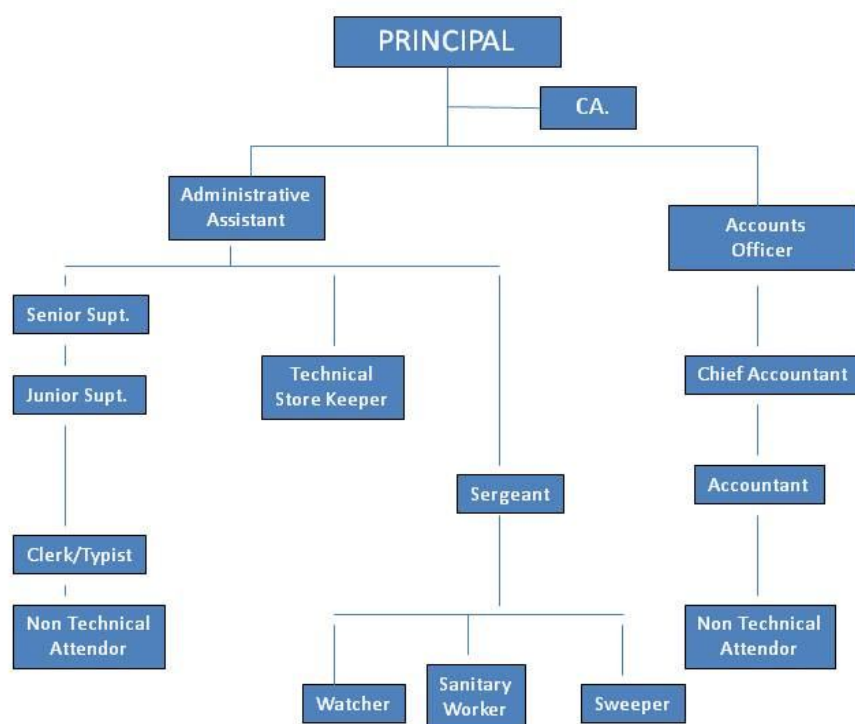 PRINCIPAL
CA.
Administrative
Assistant
Accounts
Officer
Senior Supt.
Technical
Store Keeper
Chief Accountant
Junior Supt.
Sergeant
Accountant
Clerk/Typist
Non Technical
Attendor
Non Technical
Attendor
Watcher
Sanitary
Worker
Sweeper